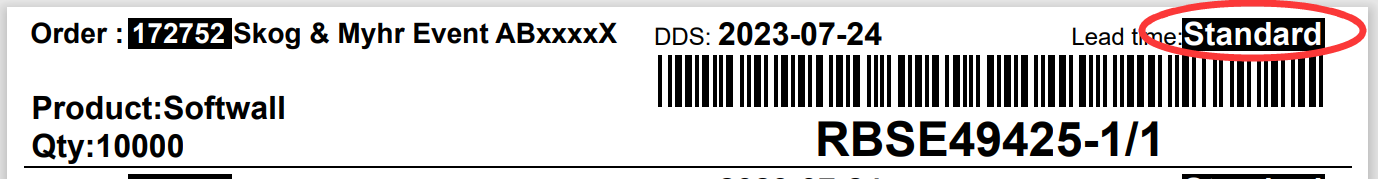 Order : 172752 Skog & Myhr Event ABxxxxX DDS: 2023-07-24 Lead time:Standard
Product:Softwall
Qty:10000
RBSE49425-1/1